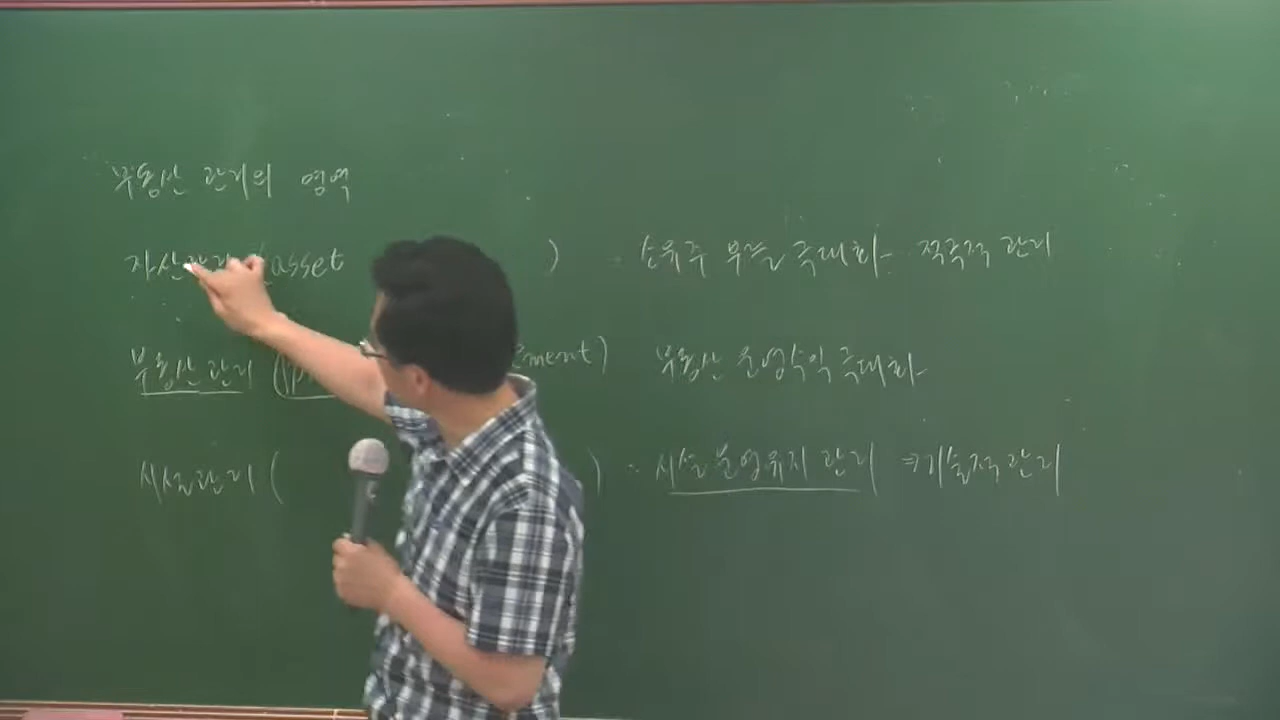 부동산 관리의 영역
자산관리 (asset ) 소유주 부를 극대화 적극적 관리
부동산 관리 (p ement) 부동산 운영수익 극대화
시설관리 ( ) 시설운영유지 관리 ⇒ 기술적 관리